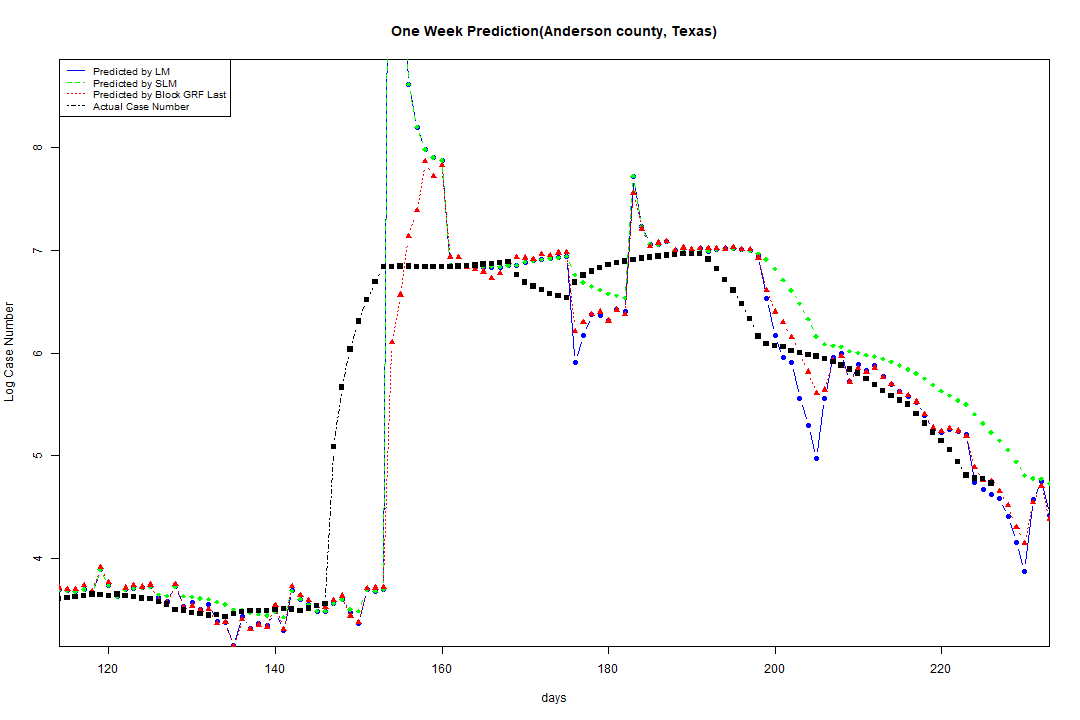 One Week Prediction(Anderson county, Texas)
Predicted by LM
Predicted by SLM
Predicted by Block GRF Last
Actual Case Number
8
7
6
5
4
Log Case Number
120 140 160 180 200 220
days